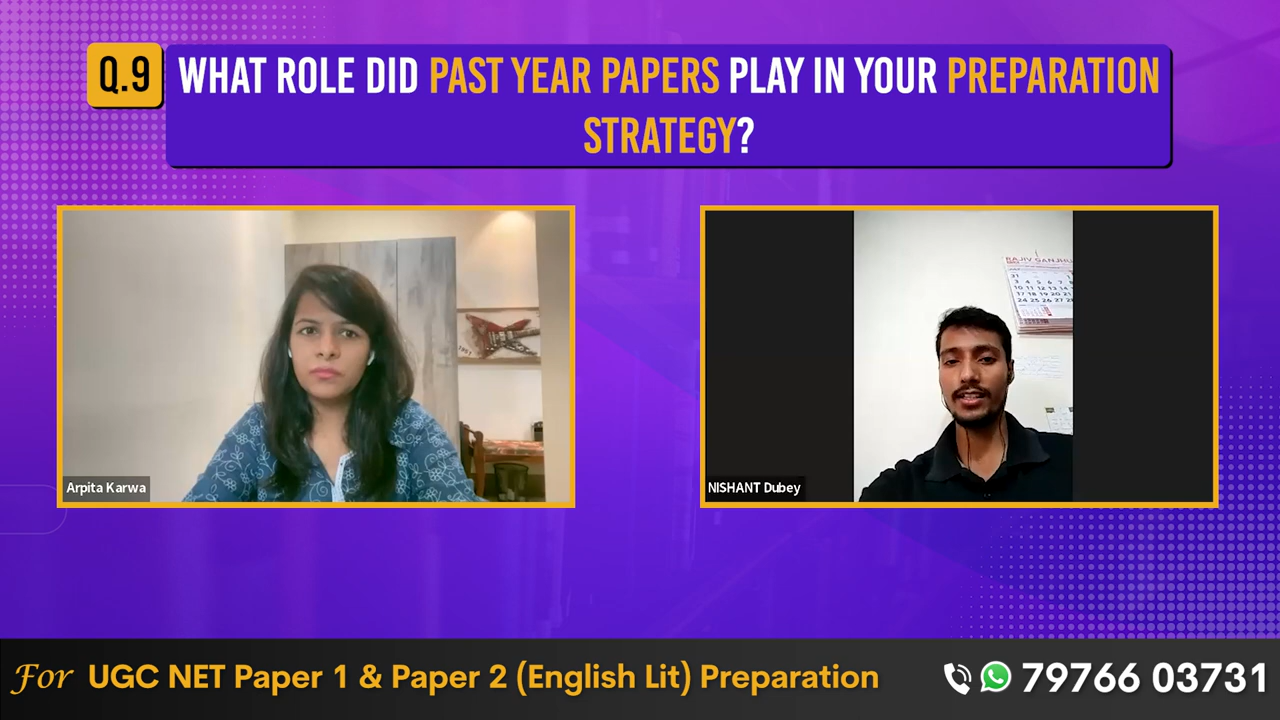 Q.9
WHAT ROLE DID PAST YEAR PAPERS PLAY IN YOUR PREPARATION
STRATEGY?
Arpita Karwa
NISHANT Dubey
For UGC NET Paper 1 & Paper 2 (English Lit) Preparation
79766 03731